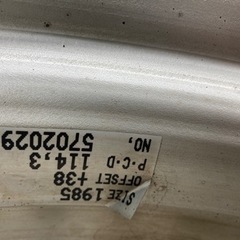 SIZE 1985
OFFSET +38
P·C·D 114,3
NO, 5702029